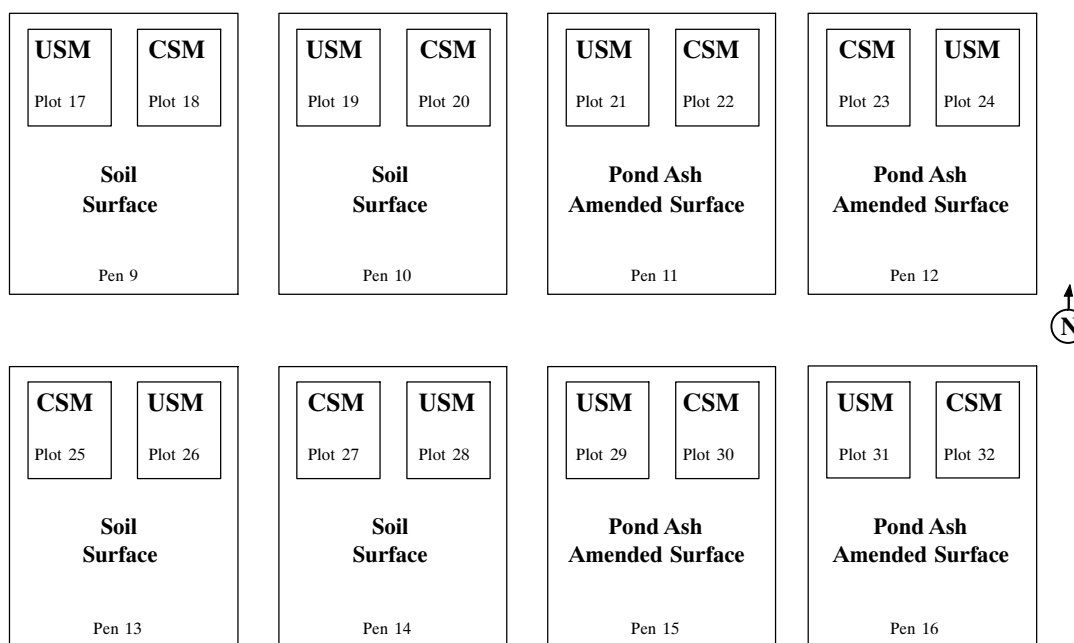 USM CSM
Plot 17 Plot 18
Soil
Surface
Pen 9
USM CSM
Plot 19 Plot 20
Soil
Surface
Pen 10
USM CSM
Plot 21 Plot 22
Pond Ash
Amended Surface
Pen 11
CSM USM
Plot 23 Plot 24
Pond Ash
Amended Surface
Pen 12
N
CSM USM
Plot 25 Plot 26
Soil
Surface
Pen 13
CSM USM
Plot 27 Plot 28
Soil
Surface
Pen 14
USM CSM
Plot 29 Plot 30
Pond Ash
Amended Surface
Pen 15
USM CSM
Plot 31 Plot 32
Pond Ash
Amended Surface
Pen 16